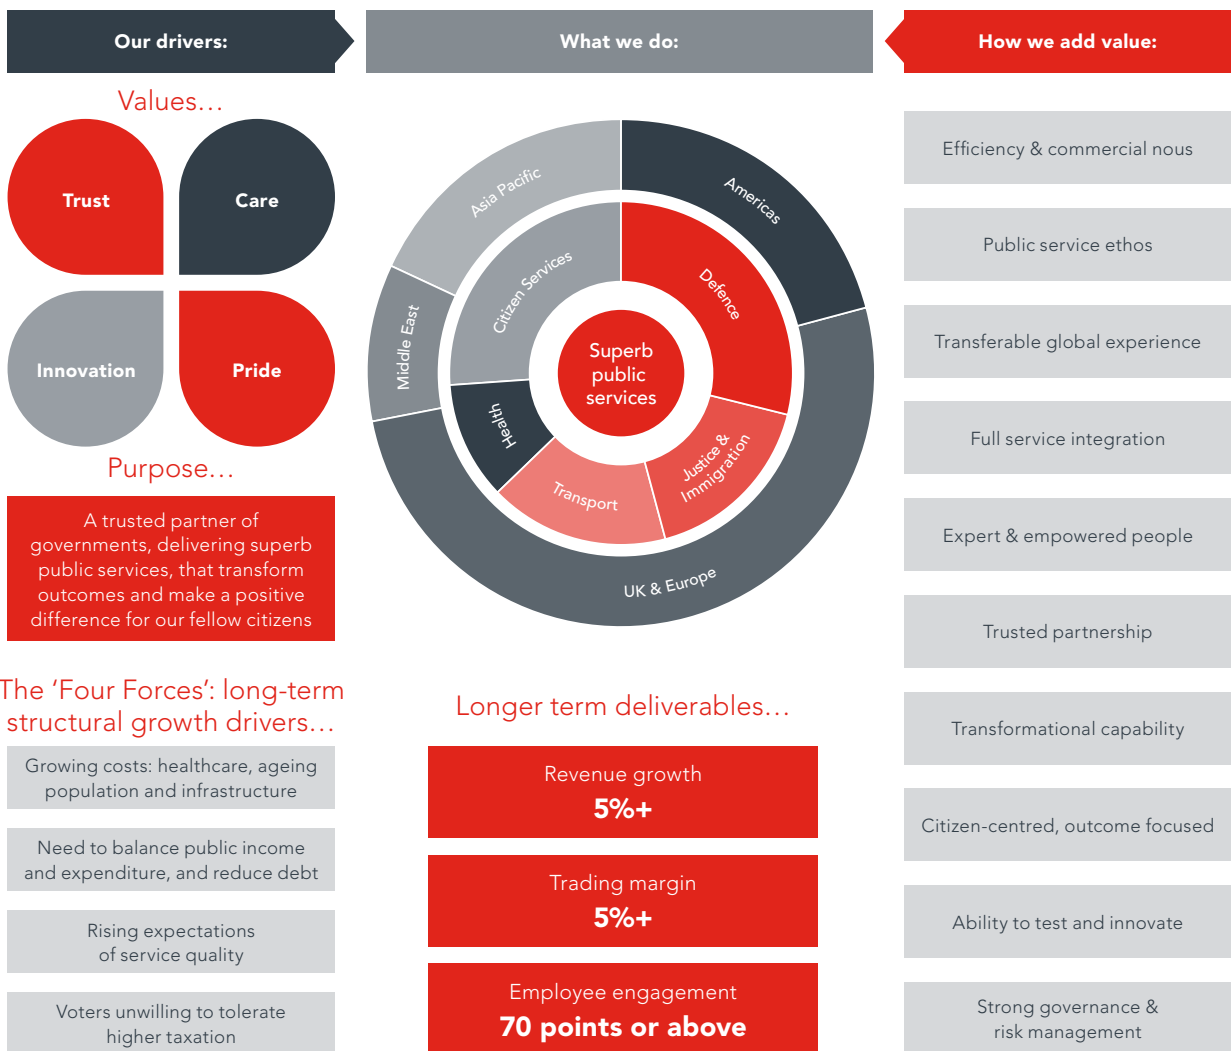 Our drivers:
Values…
Trust
Care
Innovation
Pride
Purpose…
A trusted partner of
governments, delivering superb
public services, that transform
outcomes and make a positive
difference for our fellow citizens
The ‘Four Forces’: long-term
structural growth drivers…
Growing costs: healthcare, ageing
population and infrastructure
Need to balance public income
and expenditure, and reduce debt
Rising expectations
of service quality
Voters unwilling to tolerate
higher taxation
What we do:
Asia Pacific
Americas
Middle East
UK & Europe
Citizen Services
Defence
Health
Transport
Justice &
Immigration
Superb
public
services
Longer term deliverables…
Revenue growth
5%+
Trading margin
5%+
Employee engagement
70 points or above
How we add value:
Efficiency & commercial nous
Public service ethos
Transferable global experience
Full service integration
Expert & empowered people
Trusted partnership
Transformational capability
Citizen-centred, outcome focused
Ability to test and innovate
Strong governance &
risk management